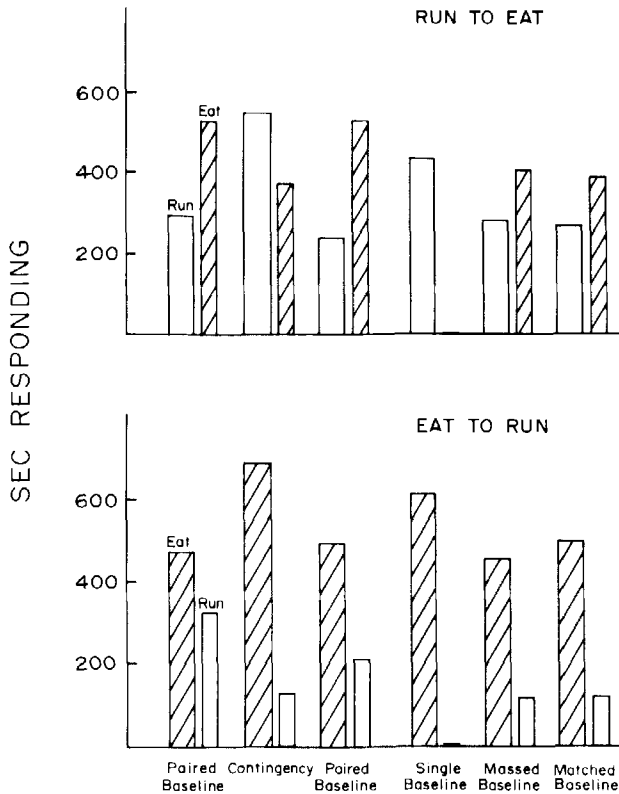 RUN TO EAT
SEC RESPONDING
600
400
200
Run
Eat
EAT TO RUN
600
400
200
Eat
Run
Paired Baseline
Contingency
Paired Baseline
Single Baseline
Massed Baseline
Matched Baseline